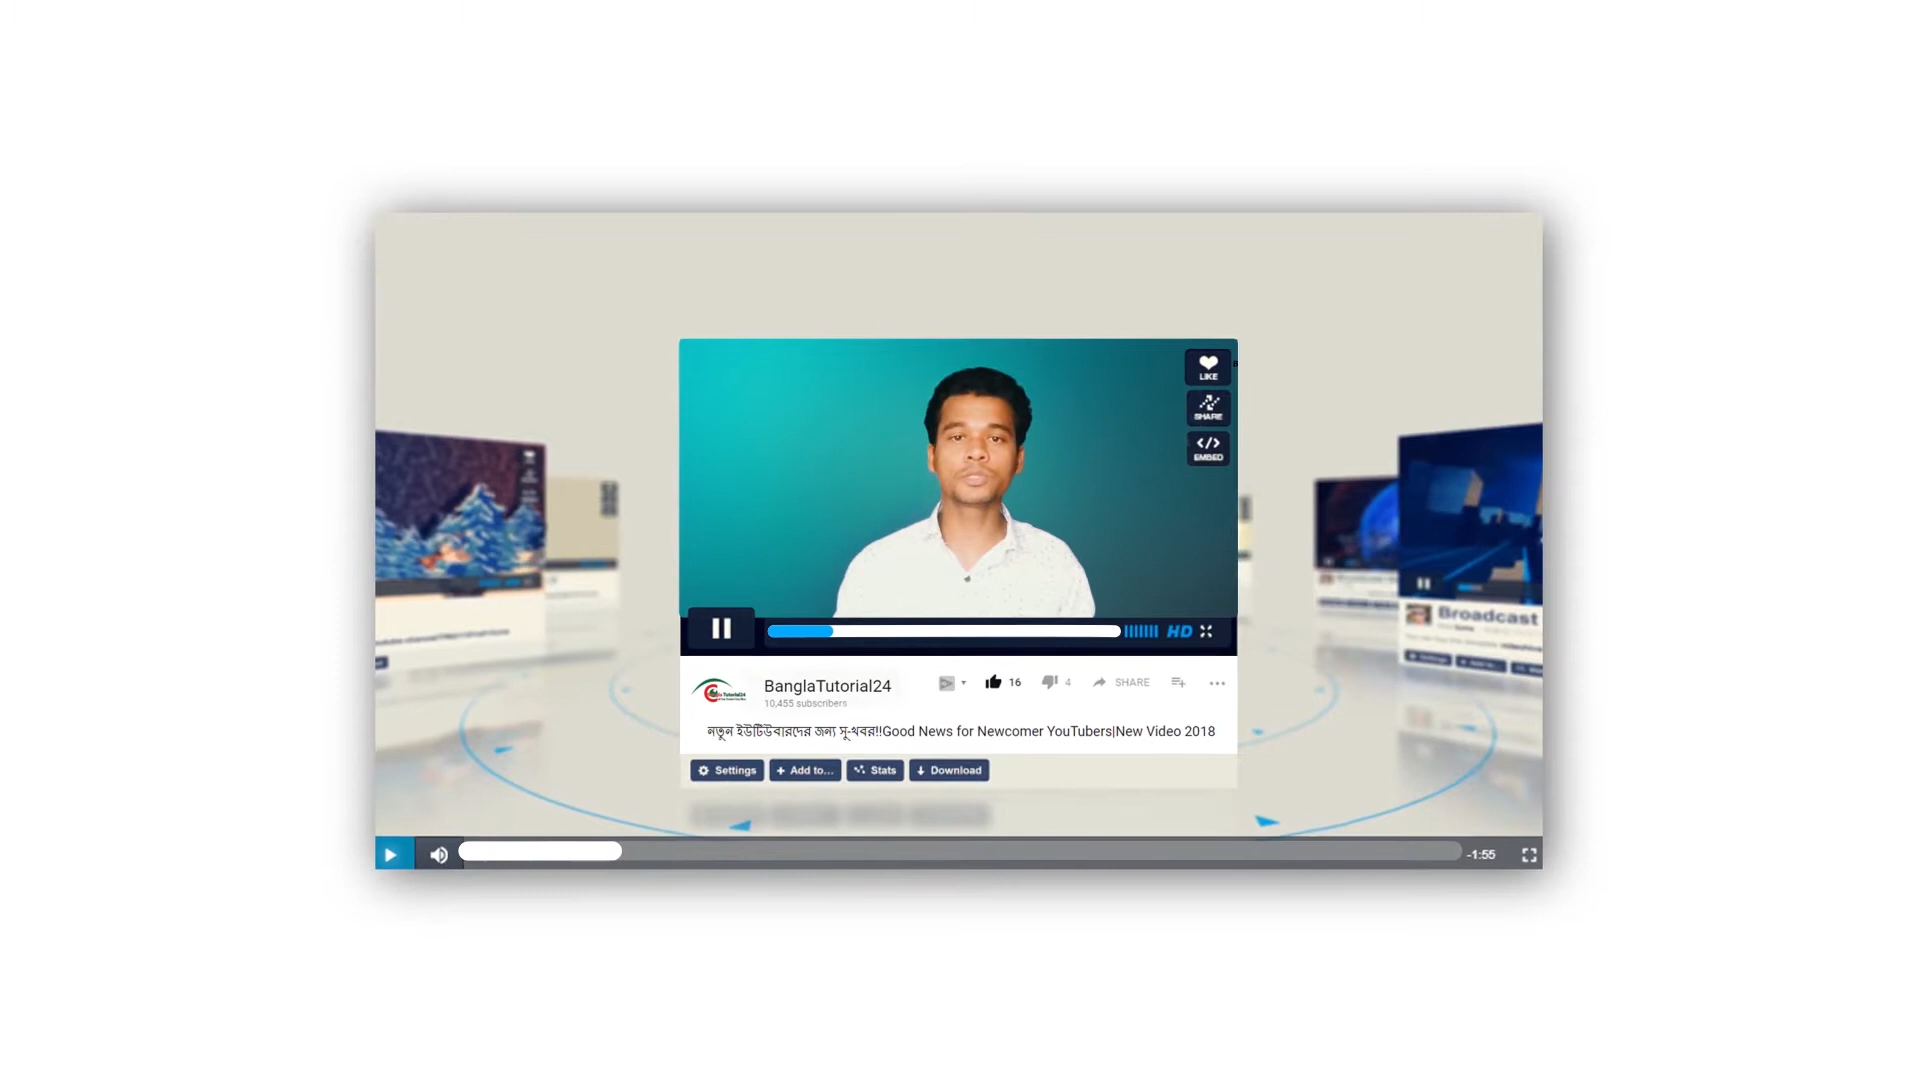 LIKE
SHARE
EMBED
HD
BanglaTutorial24
10,455 subscribers
16
4
SHARE
নতুন ইউটিউবারদের জন্য সু-খবর!!Good News for Newcomer YouTubers|New Video 2018
Settings
Add to...
Stats
Download
Broadcast
-1:55